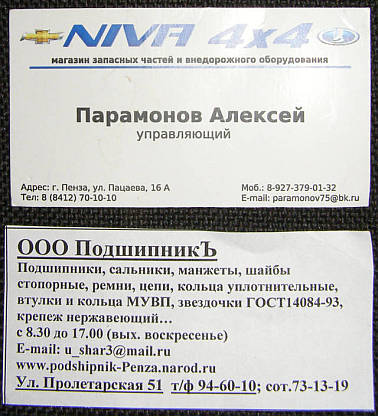 NIVA 4x4
магазин запасных частей и внедорожного оборудования
Парамонов Алексей
управляющий
Адрес: г. Пенза, ул. Пацаева, 16 А
Тел: 8 (8412) 70-10-10
Моб.: 8-927-379-01-32
E-mail: paramonov75@bk.ru
ООО ПодшипникЪ
Подшипники, сальники, манжеты, шайбы
стопорные, ремни, цепи, кольца уплотнительные,
втулки и кольца МУВП, звездочки ГОСТ14084-93,
крепеж нержавеющий…
с 8.30 до 17.00 (вых. воскресенье)
E-mail: u_shar3@mail.ru
www.podshipnik-Penza.narod.ru
Ул. Пролетарская 51 т/ф 94-60-10; сот.73-13-19